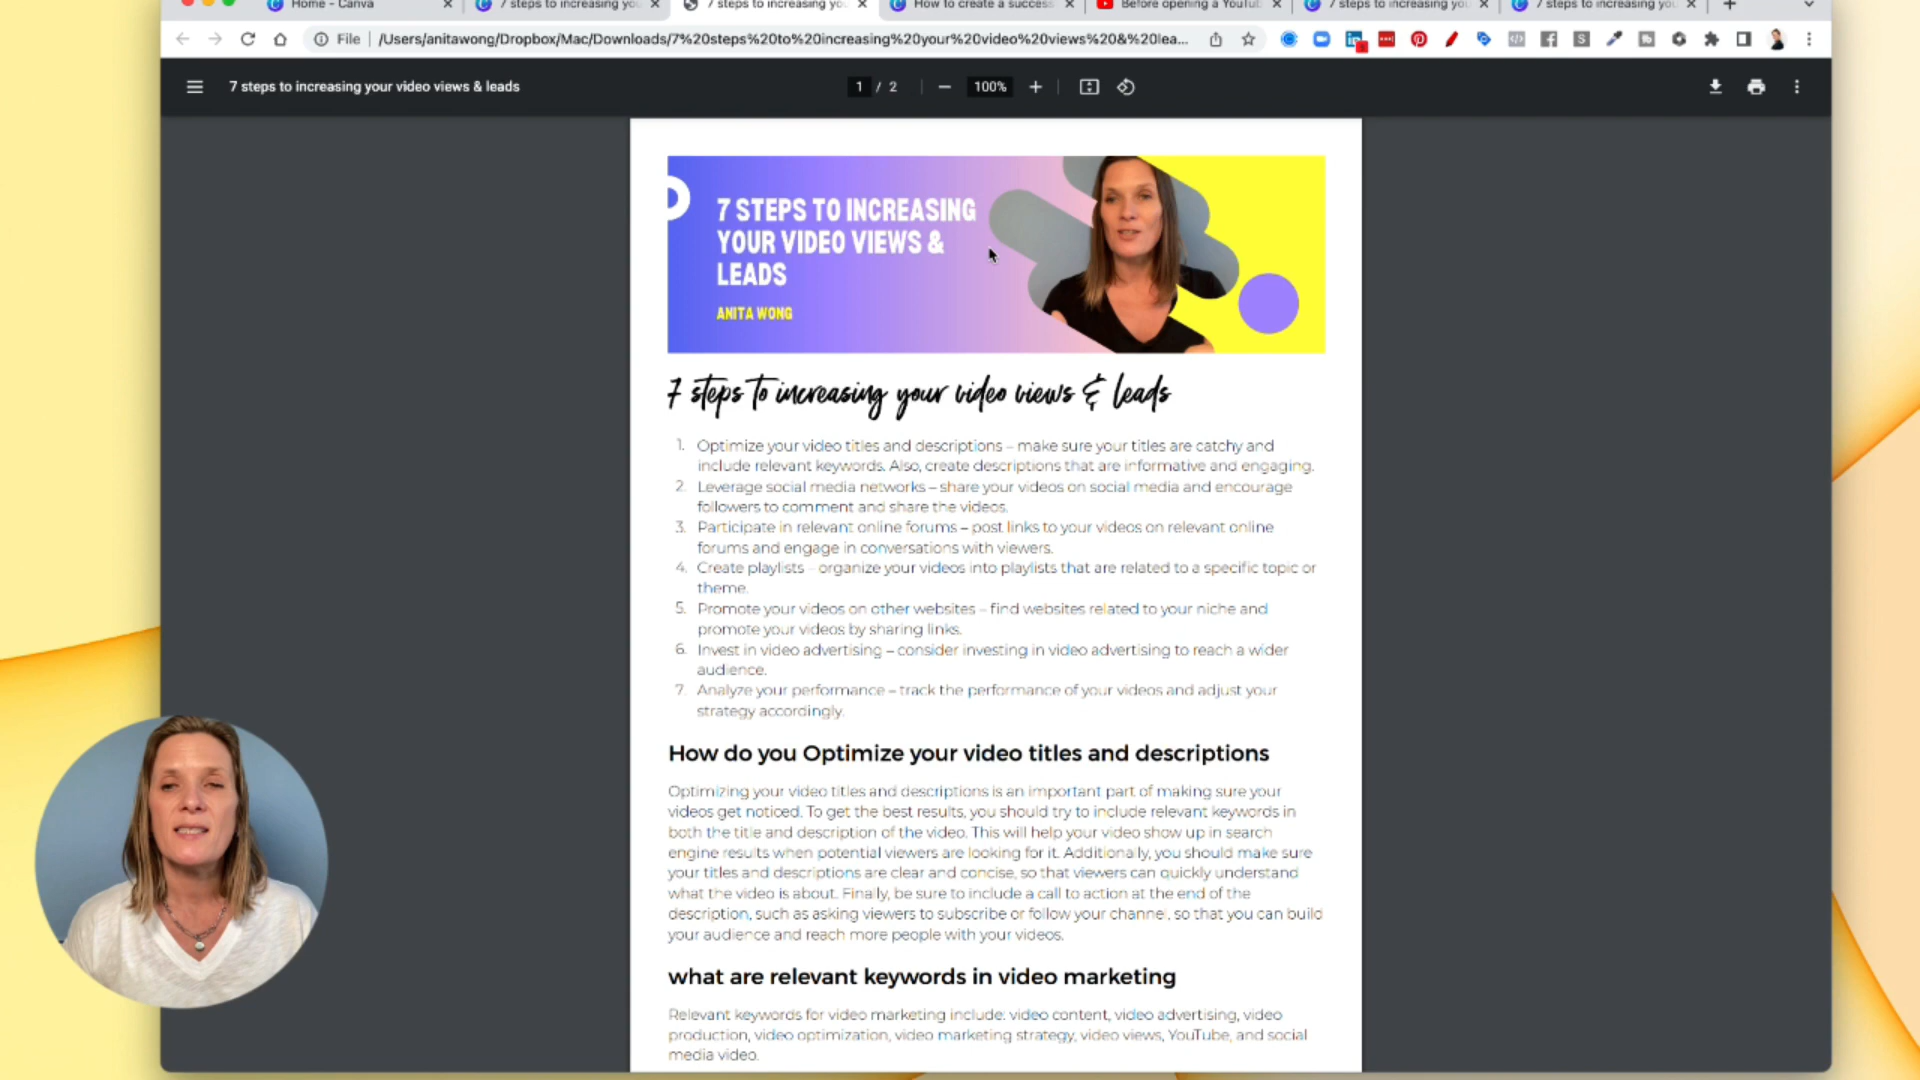 Home - Canva
7 steps to increasing you
7 steps to increasing yo
How to create a success
Before opening a YouTub
7 steps to increasing you
7 steps to increasing you
File /Users/anitawong/Dropbox/Mac/Downloads/7%20steps%20to%20increasing%20your%20video%20views%20&%20lea...
7 steps to increasing your video views & leads
1 / 2
100%
7 STEPS TO INCREASING
YOUR VIDEO VIEWS &
LEADS
ANITA WONG
7 steps to increasing your video views & leads
1. Optimize your video titles and descriptions – make sure your titles are catchy and
include relevant keywords. Also, create descriptions that are informative and engaging.
2. Leverage social media networks – share your videos on social media and encourage
followers to comment and share the videos.
3. Participate in relevant online forums – post links to your videos on relevant online
forums and engage in conversations with viewers.
4. Create playlists – organize your videos into playlists that are related to a specific topic or
theme.
5. Promote your videos on other websites – find websites related to your niche and
promote your videos by sharing links.
6. Invest in video advertising – consider investing in video advertising to reach a wider
audience.
7. Analyze your performance – track the performance of your videos and adjust your
strategy accordingly.
How do you Optimize your video titles and descriptions
Optimizing your video titles and descriptions is an important part of making sure your
videos get noticed. To get the best results, you should try to include relevant keywords in
both the title and description of the video. This will help your video show up in search
engine results when potential viewers are looking for it. Additionally, you should make sure
your titles and descriptions are clear and concise, so that viewers can quickly understand
what the video is about. Finally, be sure to include a call to action at the end of the
description, such as asking viewers to subscribe or follow your channel, so that you can build
your audience and reach more people with your videos.
what are relevant keywords in video marketing
Relevant keywords for video marketing include: video content, video advertising, video
production, video optimization, video marketing strategy, video views, YouTube, and social
media video.